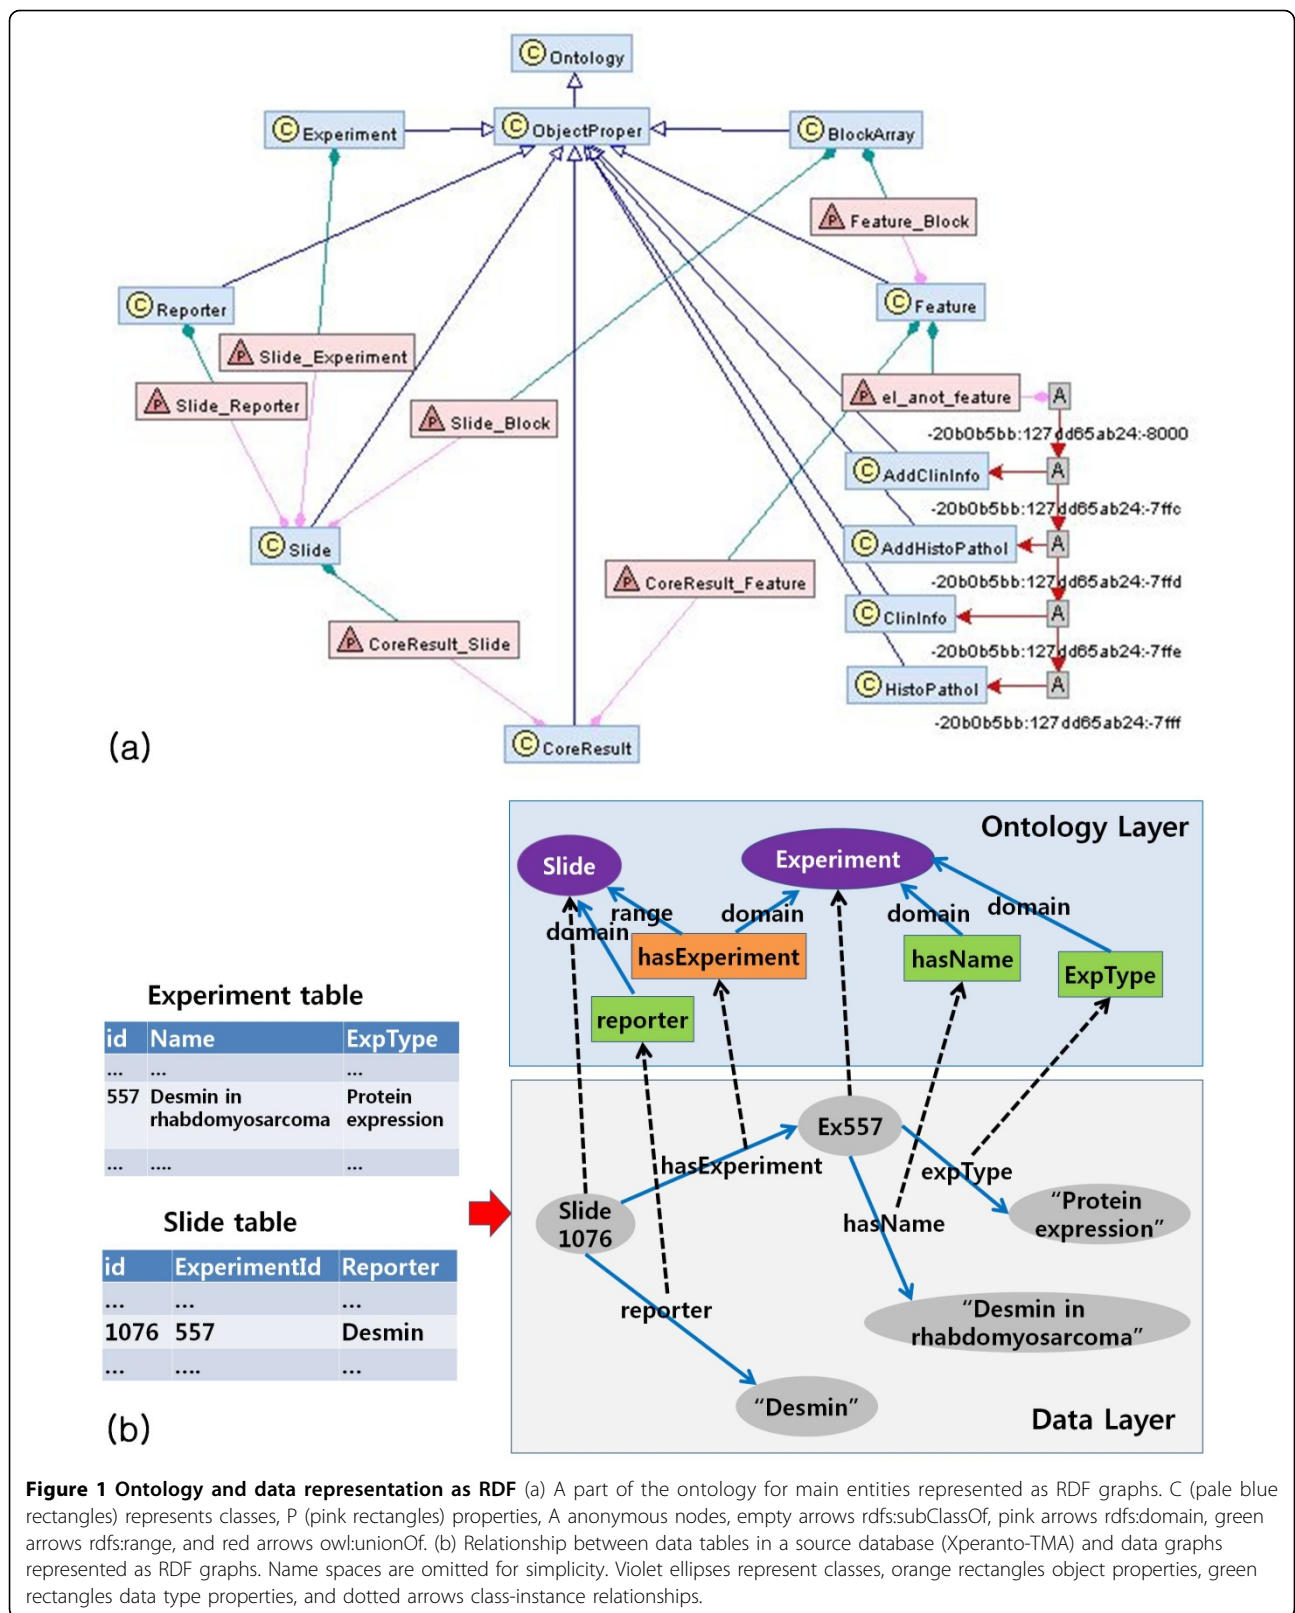 C Ontology
C Experiment
C ObjectProper
C BlockArray
P Feature_Block
C Reporter
C Feature
P Slide_Experiment
P Slide_Reporter
P Slide_Block
P el_anot_feature
A
-20b0b5bb:127dd65ab24:-8000
C AddClinInfo
A
-20b0b5bb:127dd65ab24:-7ffc
C Slide
C AddHistoPathol
A
-20b0b5bb:127dd65ab24:-7ffd
P CoreResult_Feature
C ClinInfo
A
P CoreResult_Slide
-20b0b5bb:127dd65ab24:-7ffe
C HistoPathol
A
-20b0b5bb:127dd65ab24:-7fff
C CoreResult
(a)
Ontology Layer
Slide
Experiment
range
domain
domain
domain
domain
hasExperiment
hasName
ExpType
reporter
Experiment table
id Name ExpType
... ... ...
557 Desmin in rhabdomyosarcoma Protein expression
... .... ...
Slide table
id ExperimentId Reporter
... ... ...
1076 557 Desmin
... .... ...
Ex557
hasExperiment
expType
Slide
1076
hasName
“Protein
expression”
reporter
“Desmin in
rhabdomyosarcoma”
“Desmin”
Data Layer
(b)
Figure 1 Ontology and data representation as RDF (a) A part of the ontology for main entities represented as RDF graphs. C (pale blue
rectangles) represents classes, P (pink rectangles) properties, A anonymous nodes, empty arrows rdfs:subClassOf, pink arrows rdfs:domain, green
arrows rdfs:range, and red arrows owl:unionOf. (b) Relationship between data tables in a source database (Xperanto-TMA) and data graphs
represented as RDF graphs. Name spaces are omitted for simplicity. Violet ellipses represent classes, orange rectangles object properties, green
rectangles data type properties, and dotted arrows class-instance relationships.